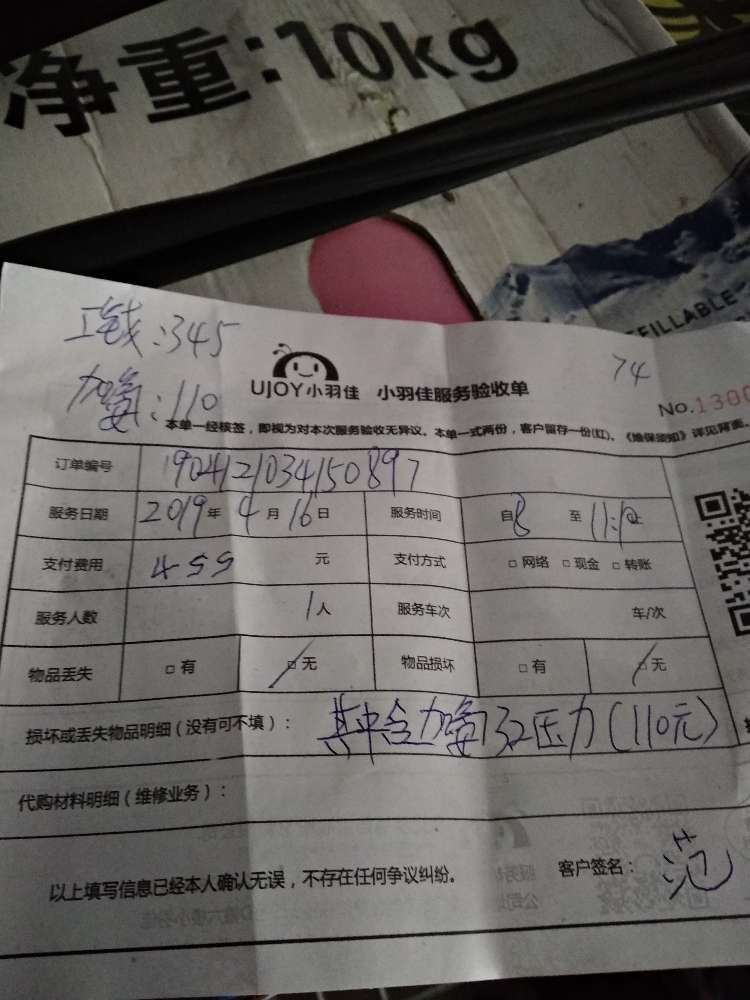 净重:10kg
EFILLABLE
工钱:345
加氟:110
74
UJOY小羽佳 小羽佳服务验收单
No.1300
本单一经核签，即视为对本次服务验收无异议。本单一式两份，客户留存一份(红)。《维保须知》详见背面。
订单编号 1904121034150897
服务日期 2019年4月16日 服务时间 自8 至11:
支付费用 455 元 支付方式 □网络 □现金 □转账
服务人数 1人 服务车次 车/次
物品丢失 □有 □无 物品损坏 □有 □无
损坏或丢失物品明细（没有可不填）： 其中含加氟 压力(110元)
代购材料明细（维修业务）：
以上填写信息已经本人确认无误，不存在任何争议纠纷。 客户签名： 范